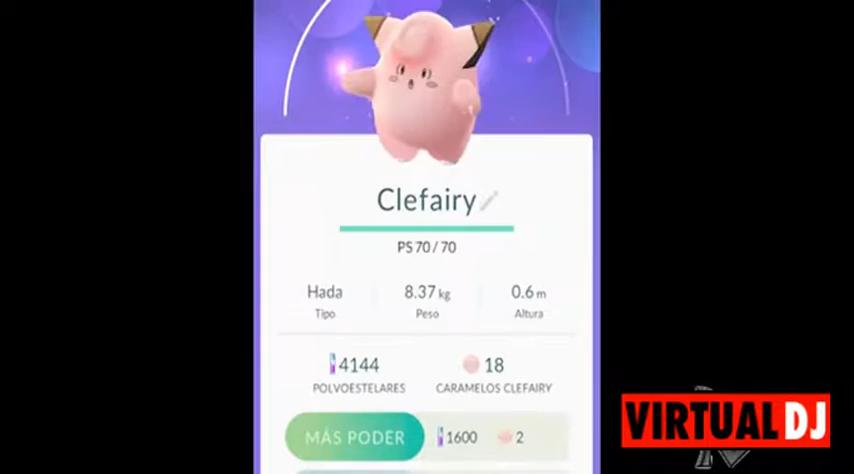 Clefairy
PS 70 / 70
Hada
8.37 kg
0.6 m
Tipo
Peso
Altura
4144
18
POLVOESTELARES
CARAMELOS CLEFAIRY
MÁS PODER
1600
2
VIRTUAL DJ